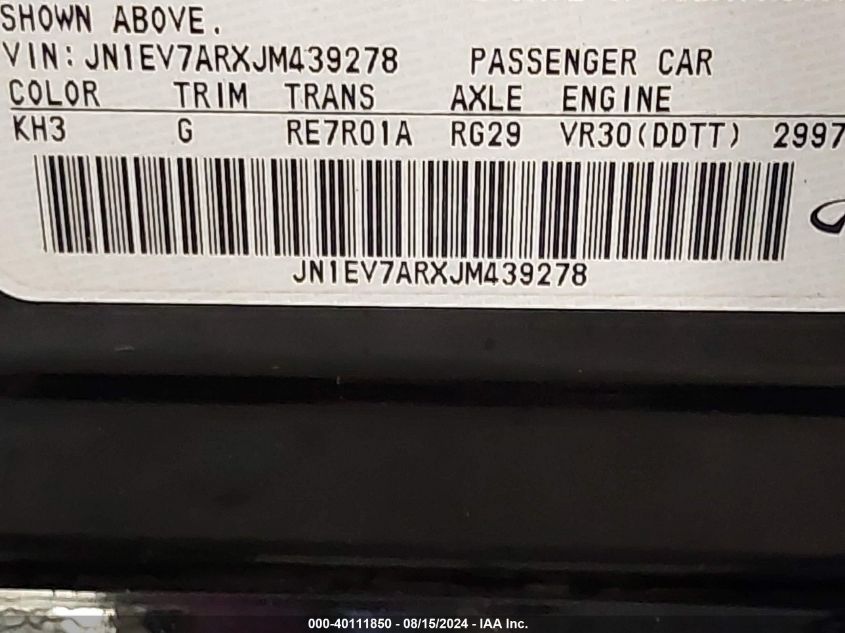 SHOWN ABOVE.
VIN: JN1EV7ARXJM439278 PASSENGER CAR
COLOR TRIM TRANS AXLE ENGINE
KH3 G RE7R01A RG29 VR30(DDTT) 2997
JN1EV7ARXJM439278
000-40111850 - 08/15/2024 - IAA Inc.